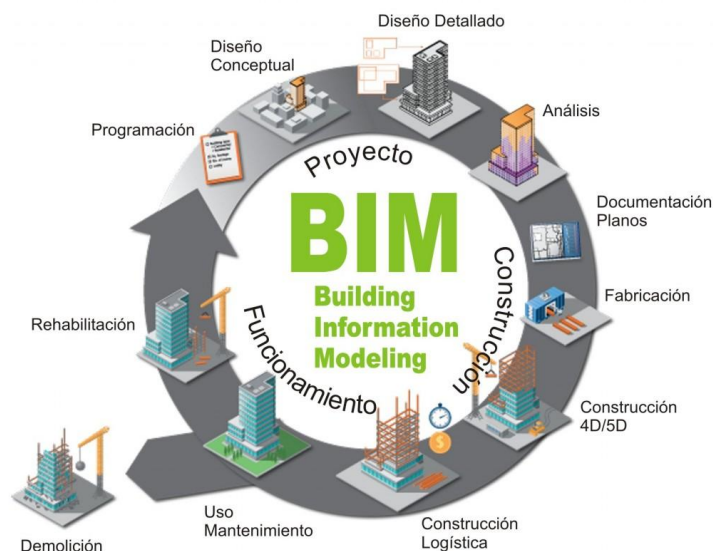 Diseño Detallado
Diseño
Conceptual
Análisis
Programación
Proyecto
BIM
Building
Information
Modeling
Documentación
Planos
Construcción
Fabricación
Funcionamiento
Rehabilitación
Construcción
4D/5D
Uso
Mantenimiento
Construcción
Logística
Demolición